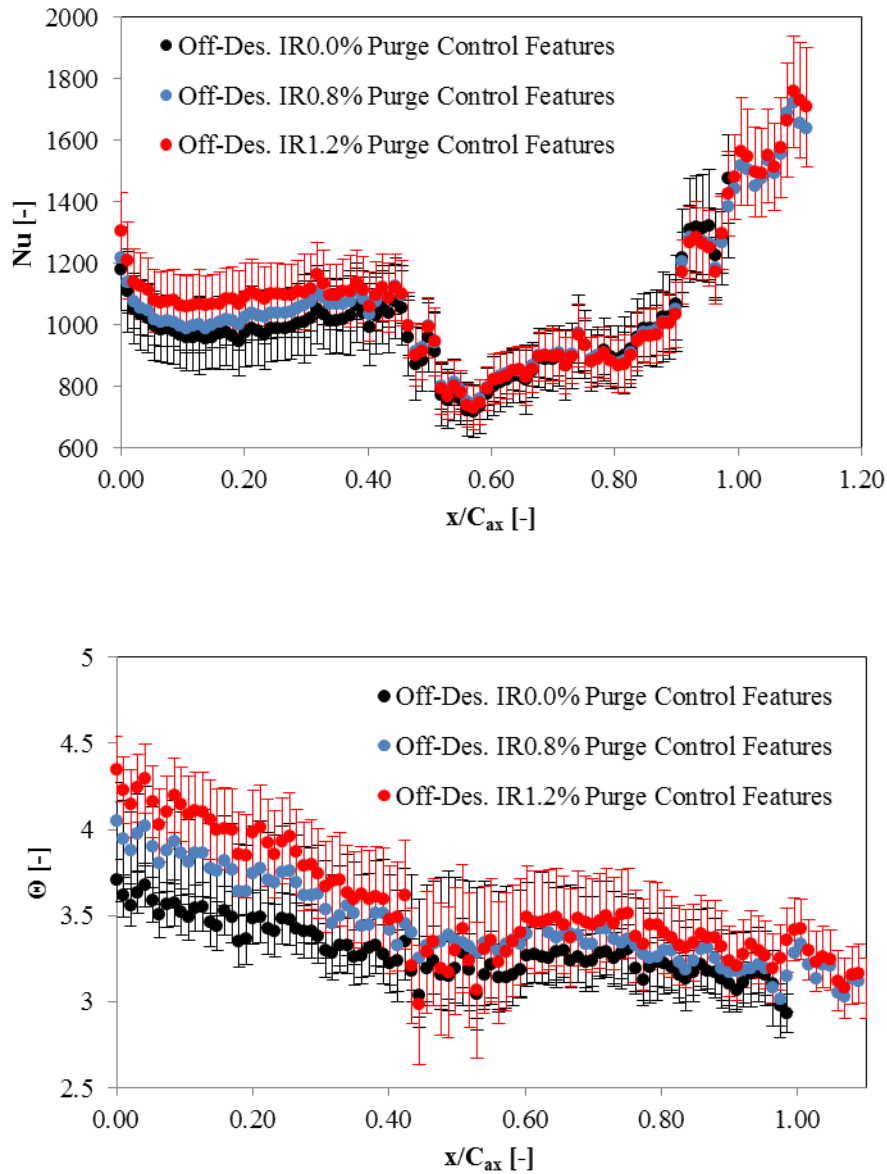 2000
1800
1600
1400
1200
1000
800
600
Nu [-]
Off-Des. IR0.0% Purge Control Features
Off-Des. IR0.8% Purge Control Features
Off-Des. IR1.2% Purge Control Features
0.00 0.20 0.40 0.60 0.80 1.00 1.20
x/Cax [-]
5
4.5
4
3.5
3
2.5
Θ [-]
Off-Des. IR0.0% Purge Control Features
Off-Des. IR0.8% Purge Control Features
Off-Des. IR1.2% Purge Control Features
0.00 0.20 0.40 0.60 0.80 1.00
x/Cax [-]